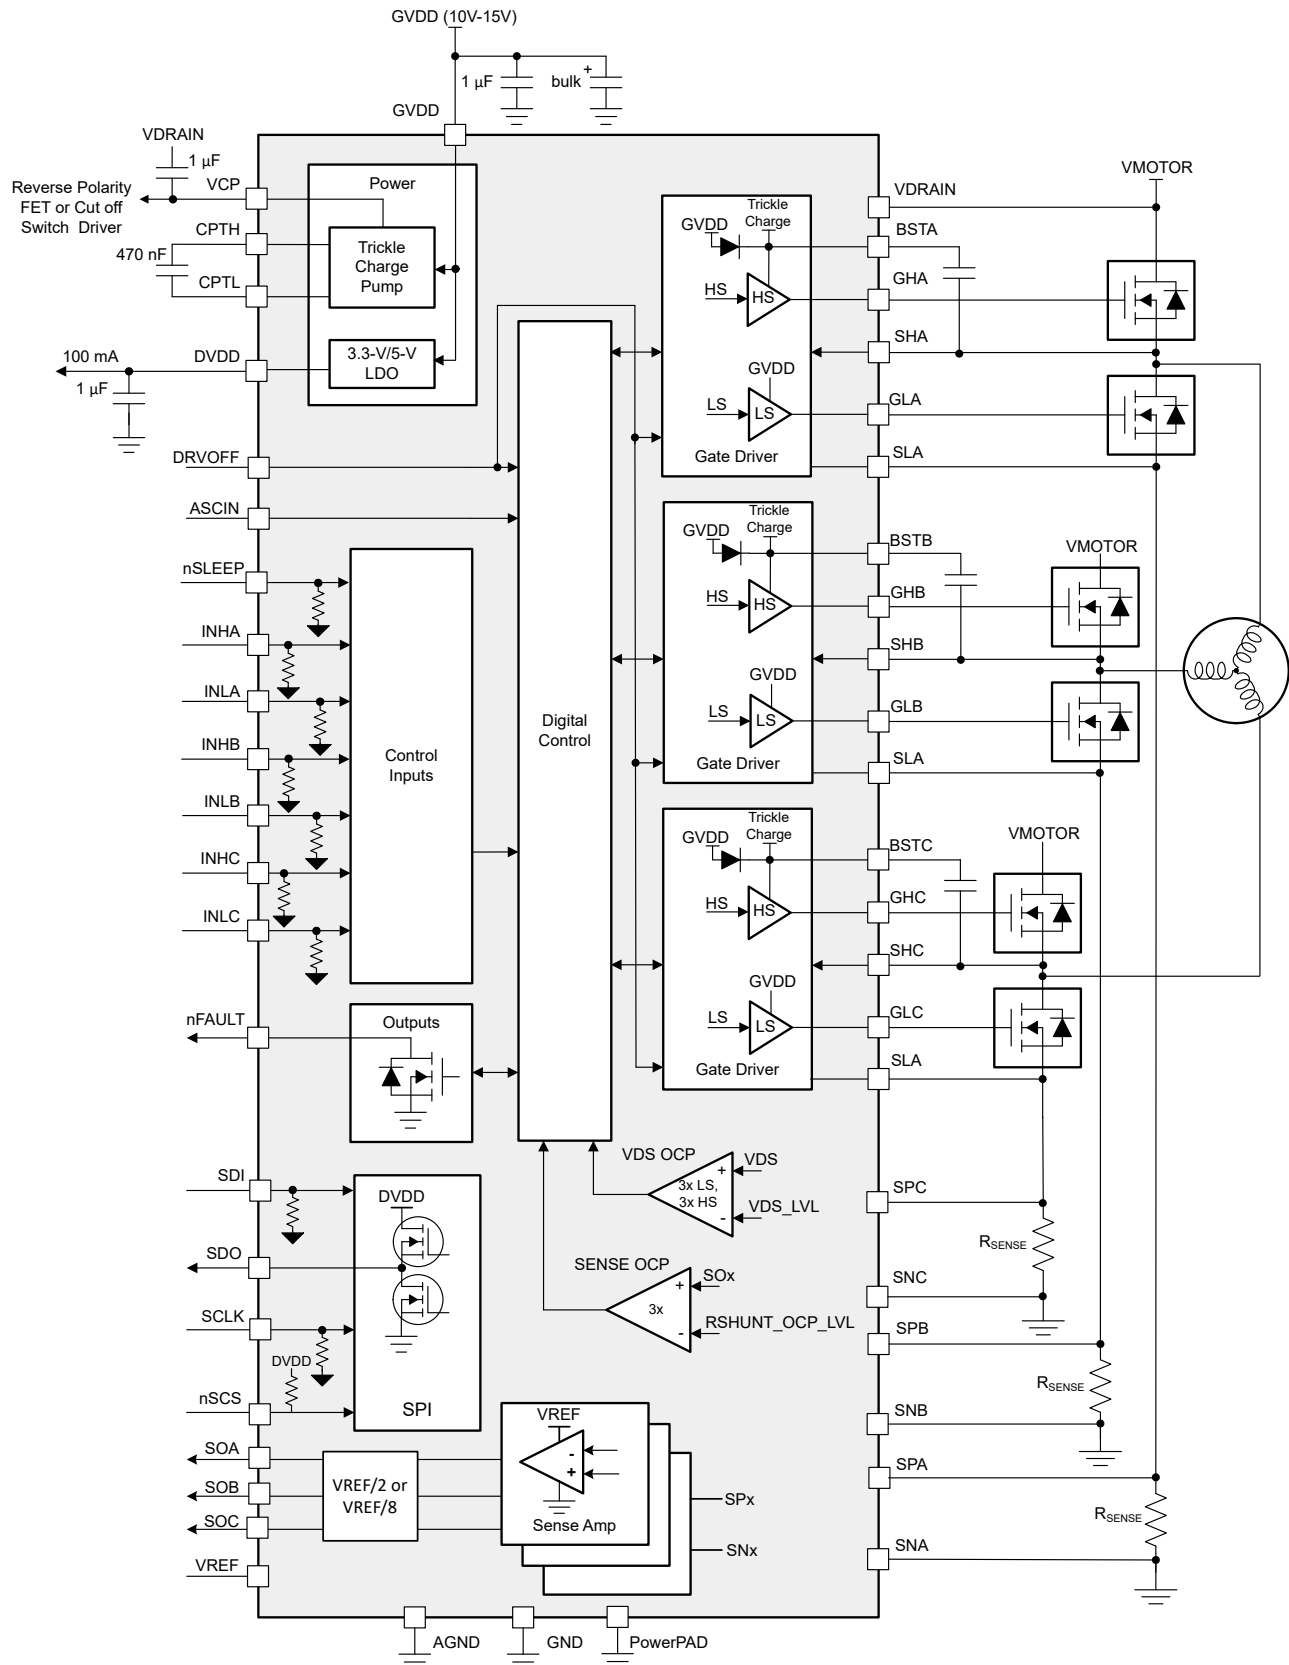 GVDD (10V-15V)
1 µF
bulk
+
GVDD
VDRAIN
1 µF
VCP
Reverse Polarity
FET or Cut off
Switch Driver
CPTH
470 nF
CPTL
Power
Trickle
Charge
Pump
100 mA
DVDD
1 µF
3.3-V/5-V
LDO
DRVOFF
ASCIN
nSLEEP
INHA
INLA
INHB
INLB
INHC
INLC
Control
Inputs
Digital
Control
nFAULT
Outputs
SDI
SDO
SCLK
DVDD
nSCS
DVDD
SPI
SOA
SOB
SOC
VREF
VREF/2 or
VREF/8
VREF
-
+
Sense Amp
SPx
SNx
VDS OCP
3x LS,
3x HS
+
-
VDS
VDS_LVL
SENSE OCP
3x
+
-
SOx
RSHUNT_OCP_LVL
Trickle
Charge
GVDD
HS
HS
GVDD
LS
LS
Gate Driver
Trickle
Charge
GVDD
HS
HS
GVDD
LS
LS
Gate Driver
Trickle
Charge
GVDD
HS
HS
GVDD
LS
LS
Gate Driver
VDRAIN
BSTA
GHA
SHA
GLA
SLA
VMOTOR
BSTB
GHB
SHB
GLB
SLA
VMOTOR
BSTC
GHC
SHC
GLC
SLA
VMOTOR
SPC
RSENSE
SNC
SPB
RSENSE
SNB
SPA
RSENSE
SNA
AGND
GND
PowerPAD